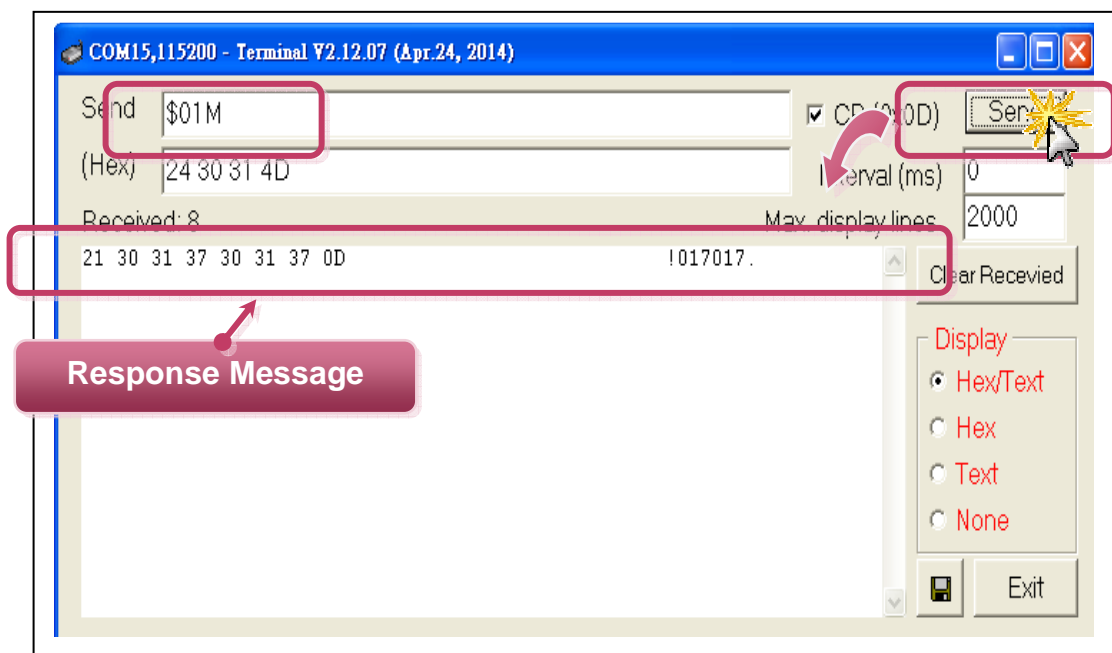 COM15,115200 - Terminal V2.12.07 (Apr.24, 2014)
Send $01M (0x0D) Send
(Hex) 24 30 31 4D Interval (ms) 0
Received: 8 Max. display lines 2000
21 30 31 37 30 31 37 0D !017017.
Clear Recevied
Response Message
Display
Hex/Text
Hex
Text
None
Exit